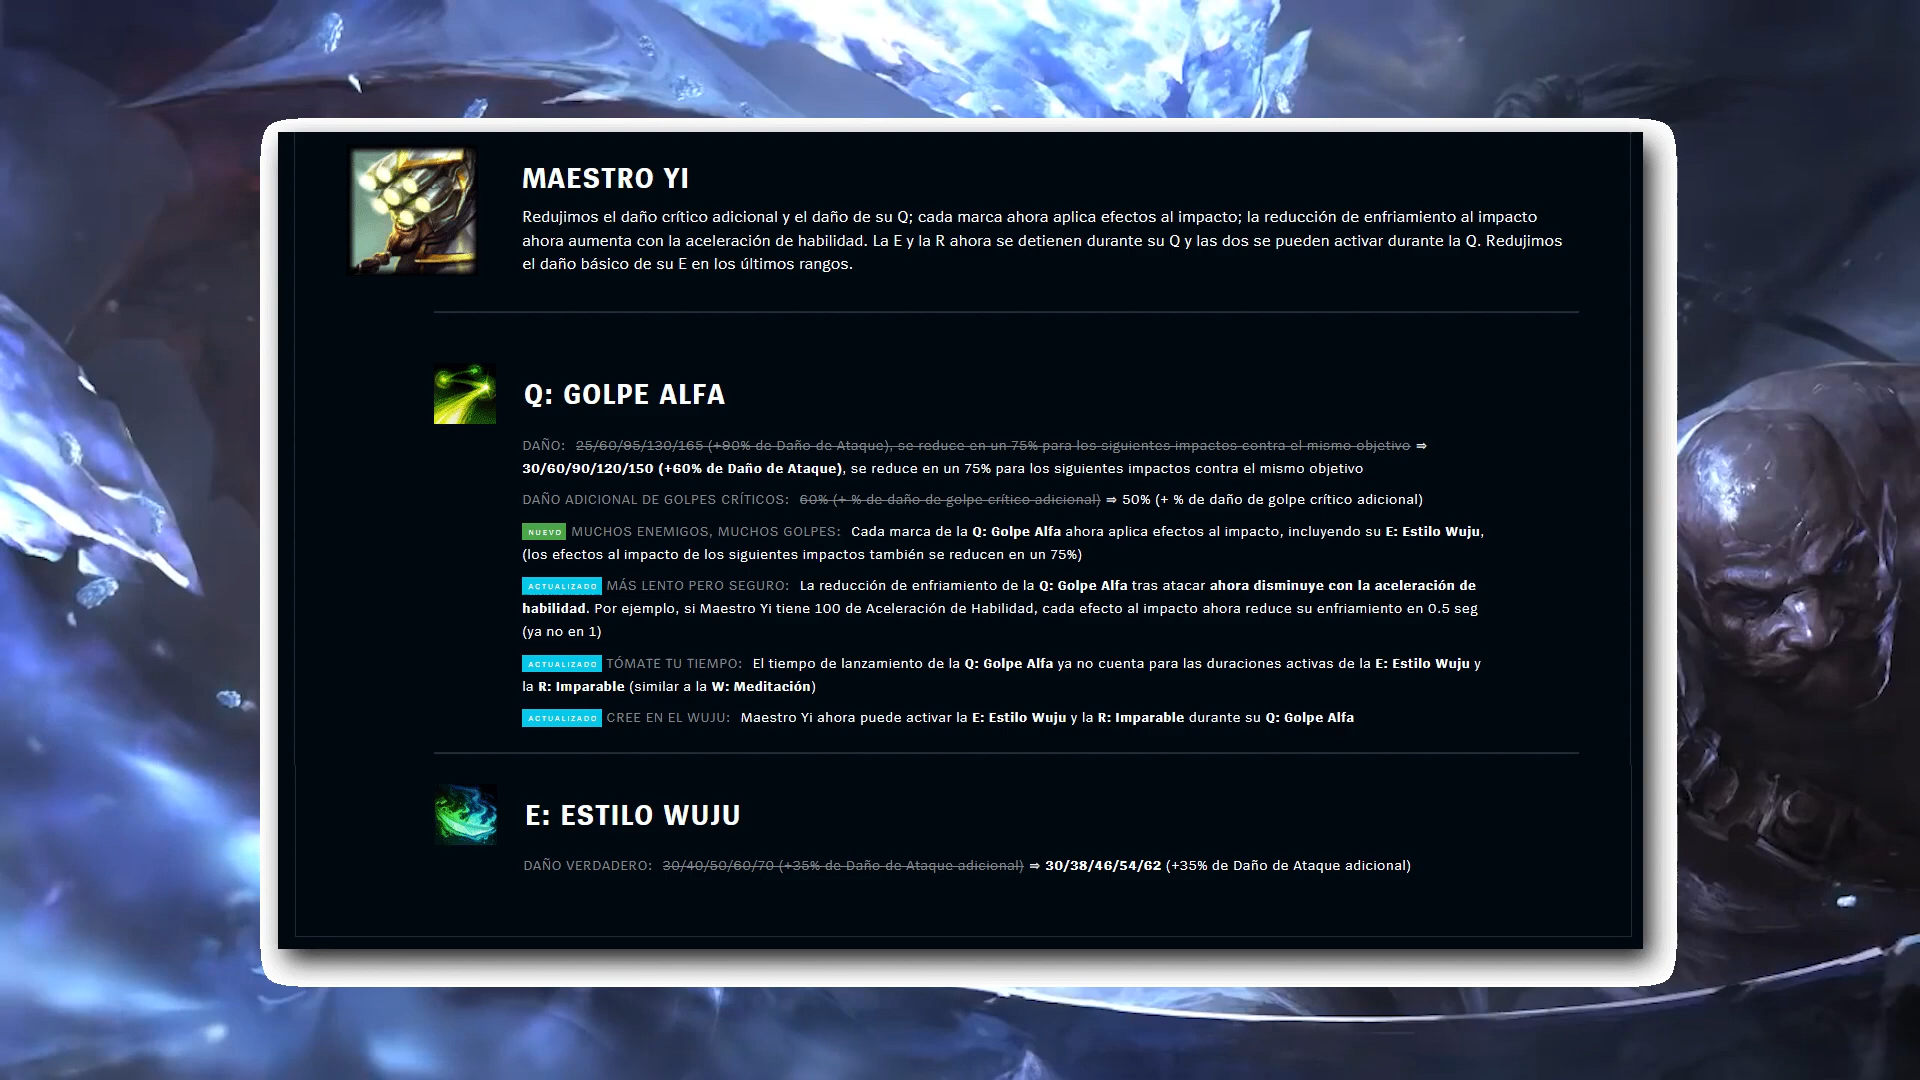 MAESTRO YI
Redujimos el daño crítico adicional y el daño de su Q; cada marca ahora aplica efectos al impacto; la reducción de enfriamiento al impacto
ahora aumenta con la aceleración de habilidad. La E y la R ahora se detienen durante su Q y las dos se pueden activar durante la Q. Redujimos
el daño básico de su E en los últimos rangos.
Q: GOLPE ALFA
DAÑO: 25/60/95/130/165 (+90% de Daño de Ataque), se reduce en un 75% para los siguientes impactos contra el mismo objetivo ⇒
30/60/90/120/150 (+60% de Daño de Ataque), se reduce en un 75% para los siguientes impactos contra el mismo objetivo
DAÑO ADICIONAL DE GOLPES CRÍTICOS: 60% (+ % de daño de golpe crítico adicional) ⇒ 50% (+ % de daño de golpe crítico adicional)
NUEVO MUCHOS ENEMIGOS, MUCHOS GOLPES: Cada marca de la Q: Golpe Alfa ahora aplica efectos al impacto, incluyendo su E: Estilo Wuju,
(los efectos al impacto de los siguientes impactos también se reducen en un 75%)
ACTUALIZADO MÁS LENTO PERO SEGURO: La reducción de enfriamiento de la Q: Golpe Alfa tras atacar ahora disminuye con la aceleración de
habilidad. Por ejemplo, si Maestro Yi tiene 100 de Aceleración de Habilidad, cada efecto al impacto ahora reduce su enfriamiento en 0.5 seg
(ya no en 1)
ACTUALIZADO TÓMATE TU TIEMPO: El tiempo de lanzamiento de la Q: Golpe Alfa ya no cuenta para las duraciones activas de la E: Estilo Wuju y
la R: Imparable (similar a la W: Meditación)
ACTUALIZADO CREE EN EL WUJU: Maestro Yi ahora puede activar la E: Estilo Wuju y la R: Imparable durante su Q: Golpe Alfa
E: ESTILO WUJU
DAÑO VERDADERO: 30/40/50/60/70 (+35% de Daño de Ataque adicional) ⇒ 30/38/46/54/62 (+35% de Daño de Ataque adicional)